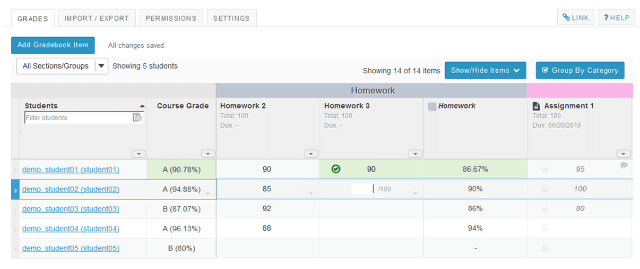 GRADES IMPORT / EXPORT PERMISSIONS SETTINGS LINK ? HELP
Add Gradebook Item All changes saved.
All Sections/Groups Showing 5 students Showing 14 of 14 items Show/Hide Items Group By Category
Homework
Students Course Grade Homework 2 Homework 3 Homework Assignment 1
Filter students Total: 100 Total: 100 Total: 100
Due: - Due: - Due: 06/20/2016
demo, student01 (student01) A (90.78%) 90 90 86.67% 95
demo, student02 (student02) A (94.88%) 85 /100 90% 100
demo, student03 (student03) B (87.07%) 92 86% 80
demo, student04 (student04) A (96.13%) 88 94%
demo, student05 (student05) B (80%) -